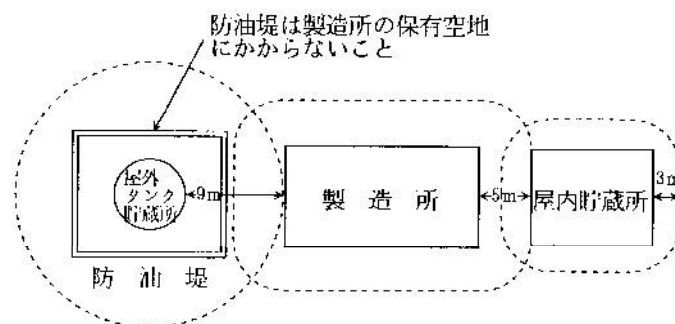 防油堤は製造所の保有空地
にかからないこと
屋外
タンク
貯蔵所
9m
製造所
5m
屋内貯蔵所
3m
防油堤